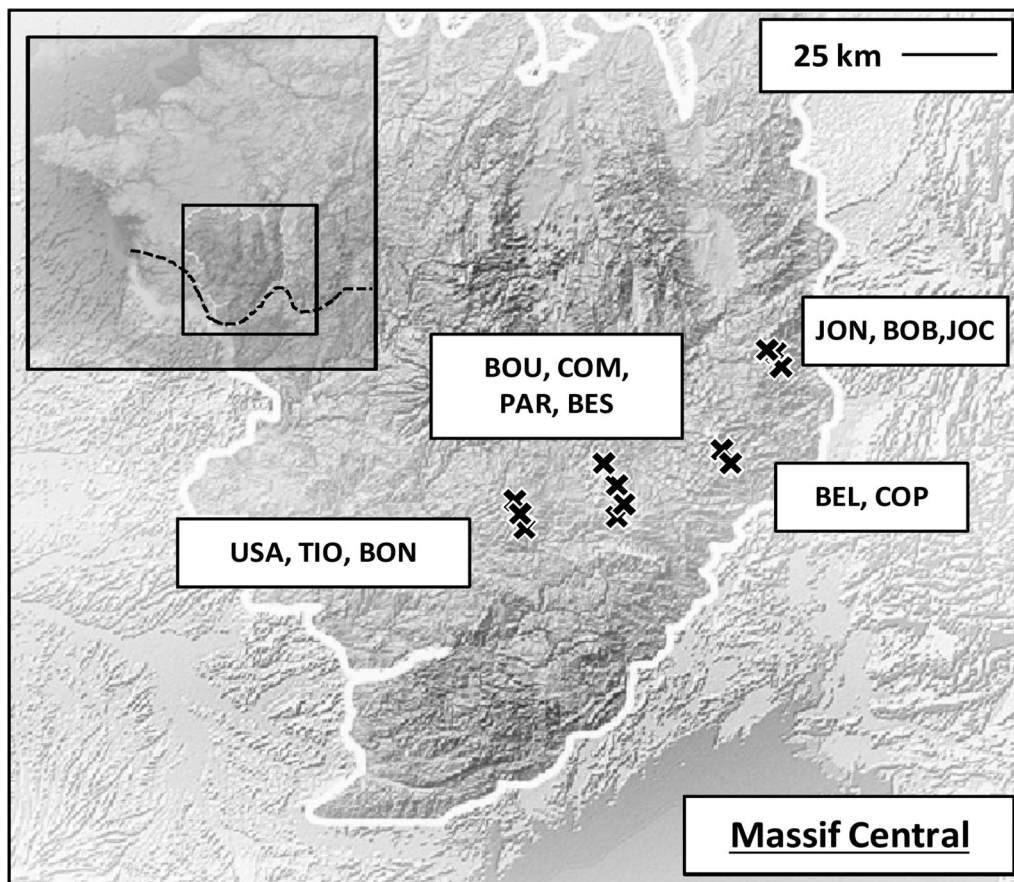 25 km
JON, BOB,JOC
BOU, COM,
PAR, BES
BEL, COP
USA, TIO, BON
Massif Central